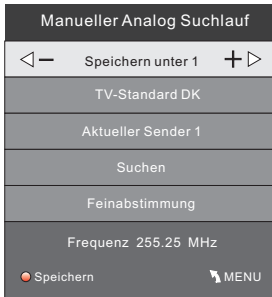 Manueller Analog Suchlauf
Speichern unter 1
TV-Standard DK
Aktueller Sender 1
Suchen
Feinabstimmung
Frequenz 255.25 MHz
Speichern MENU